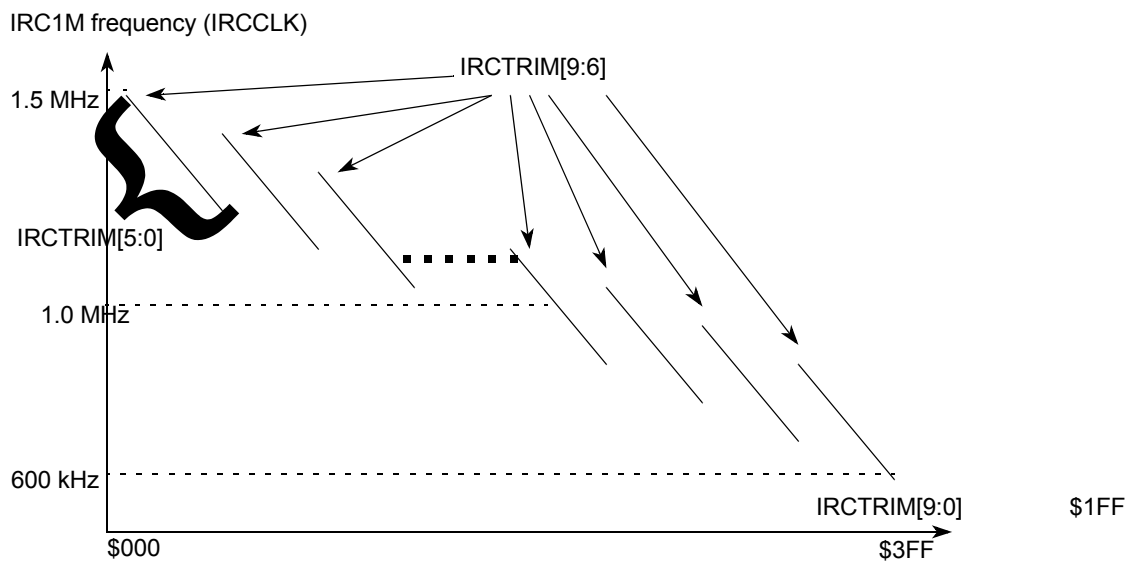 IRC1M frequency (IRCCLK)
IRCTRIM[9:6]
1.5 MHz
IRCTRIM[5:0]
1.0 MHz
600 kHz
IRCTRIM[9:0]
$1FF
$000
$3FF